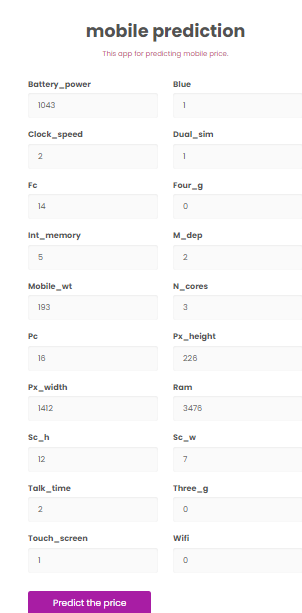 mobile prediction
This app for predicting mobile price.
Battery_power Blue
1043 1
Clock_speed Dual_sim
2 1
Fc Four_g
14 0
Int_memory M_dep
5 2
Mobile_wt N_cores
193 3
Pc Px_height
16 226
Px_width Ram
1412 3476
Sc_h Sc_w
12 7
Talk_time Three_g
2 0
Touch_screen Wifi
1 0
Predict the price